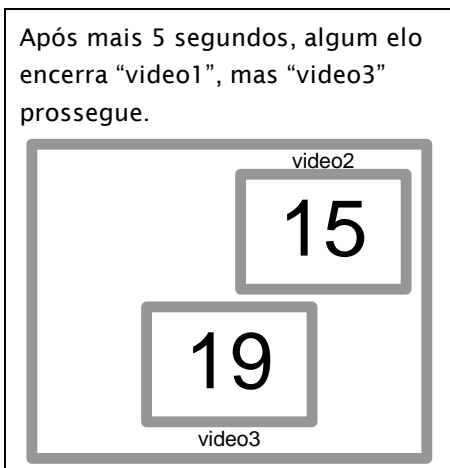 Após mais 5 segundos, algum elo
encerra “video1”, mas “video3”
prossegue.
video2
15
19
video3